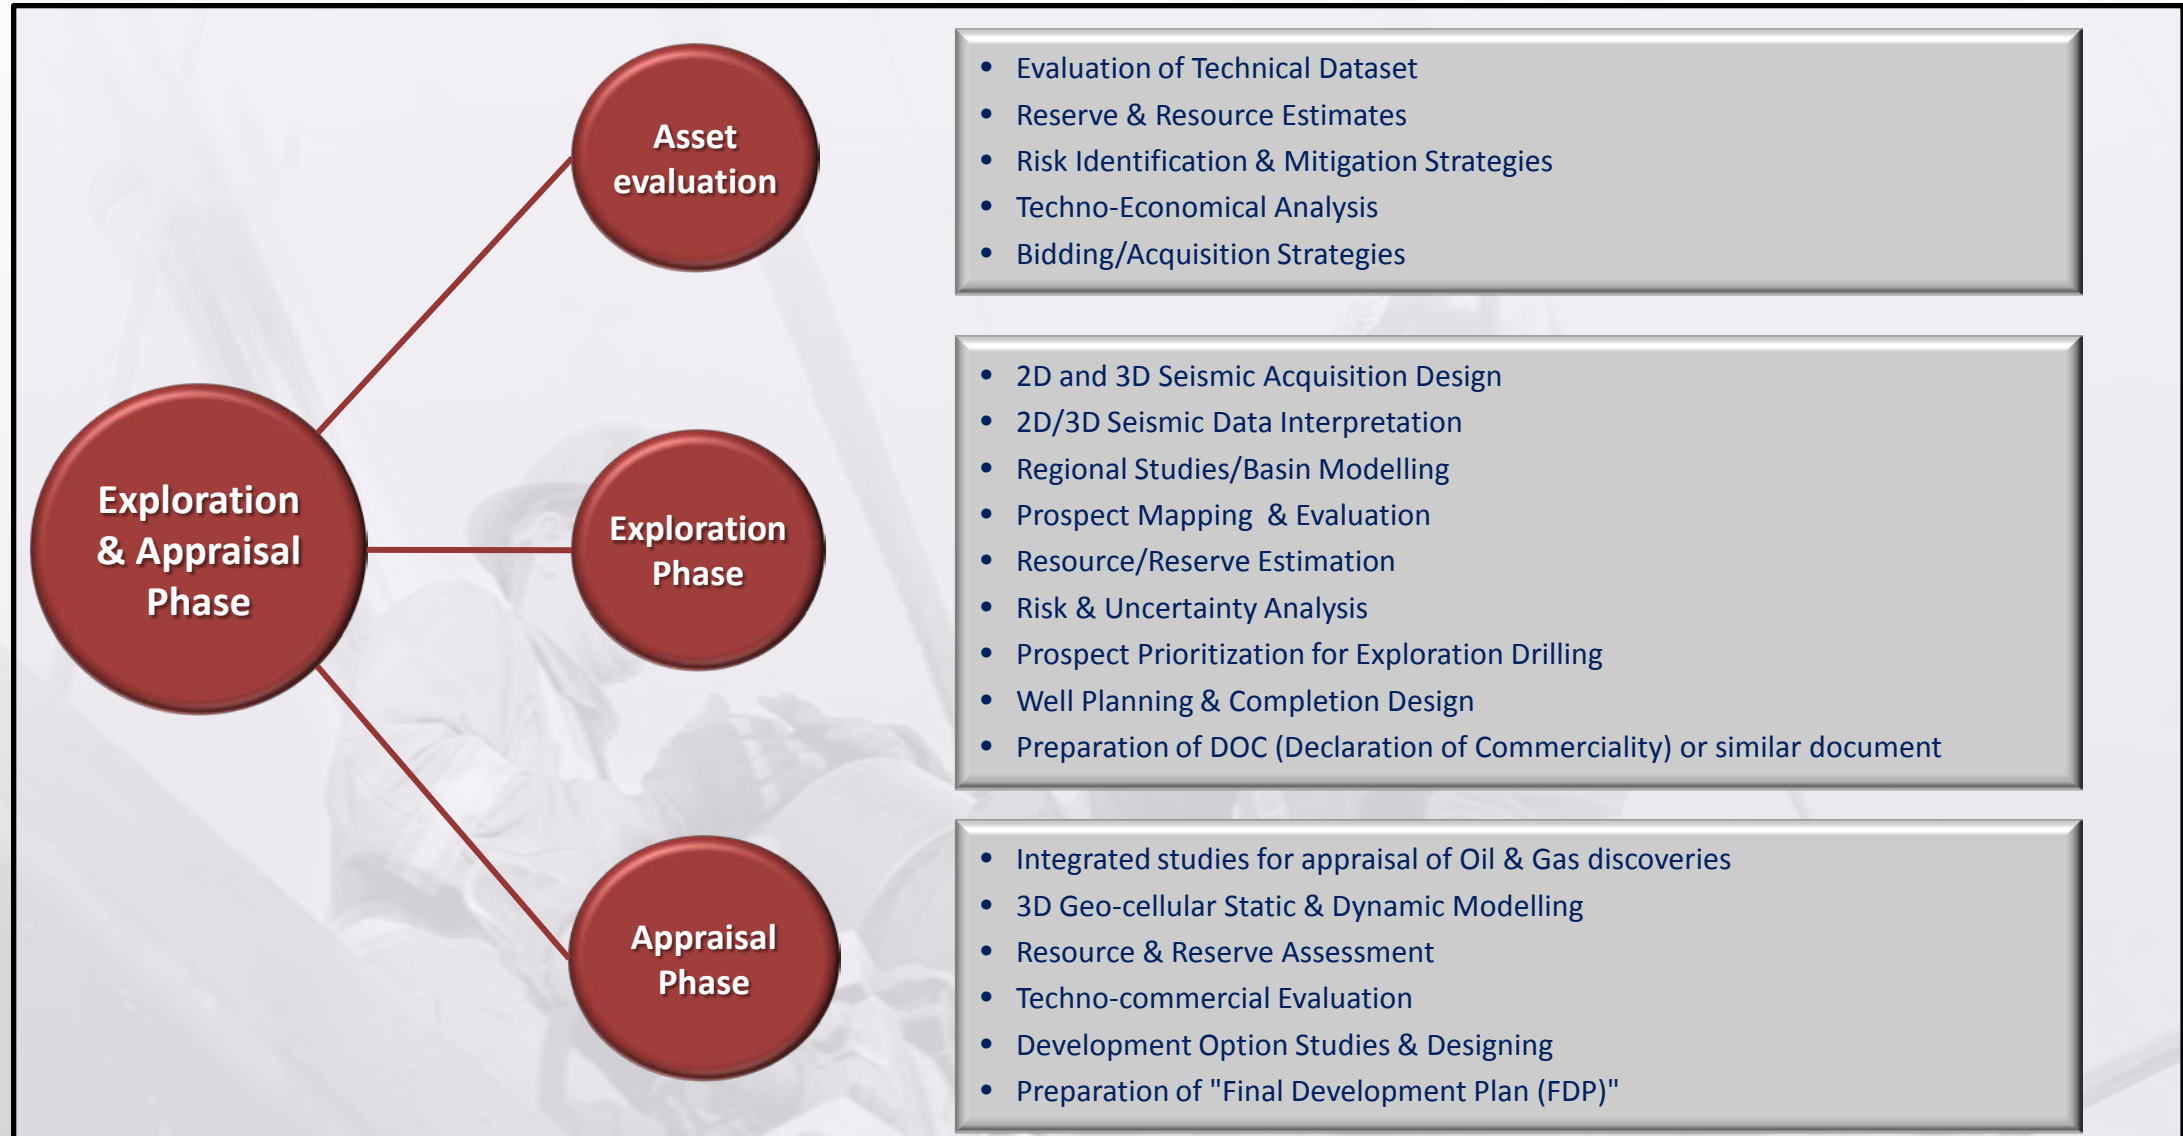 Exploration
& Appraisal
Phase
Asset
evaluation
• Evaluation of Technical Dataset
• Reserve & Resource Estimates
• Risk Identification & Mitigation Strategies
• Techno-Economical Analysis
• Bidding/Acquisition Strategies
Exploration
Phase
• 2D and 3D Seismic Acquisition Design
• 2D/3D Seismic Data Interpretation
• Regional Studies/Basin Modelling
• Prospect Mapping & Evaluation
• Resource/Reserve Estimation
• Risk & Uncertainty Analysis
• Prospect Prioritization for Exploration Drilling
• Well Planning & Completion Design
• Preparation of DOC (Declaration of Commerciality) or similar document
Appraisal
Phase
• Integrated studies for appraisal of Oil & Gas discoveries
• 3D Geo-cellular Static & Dynamic Modelling
• Resource & Reserve Assessment
• Techno-commercial Evaluation
• Development Option Studies & Designing
• Preparation of "Final Development Plan (FDP)"